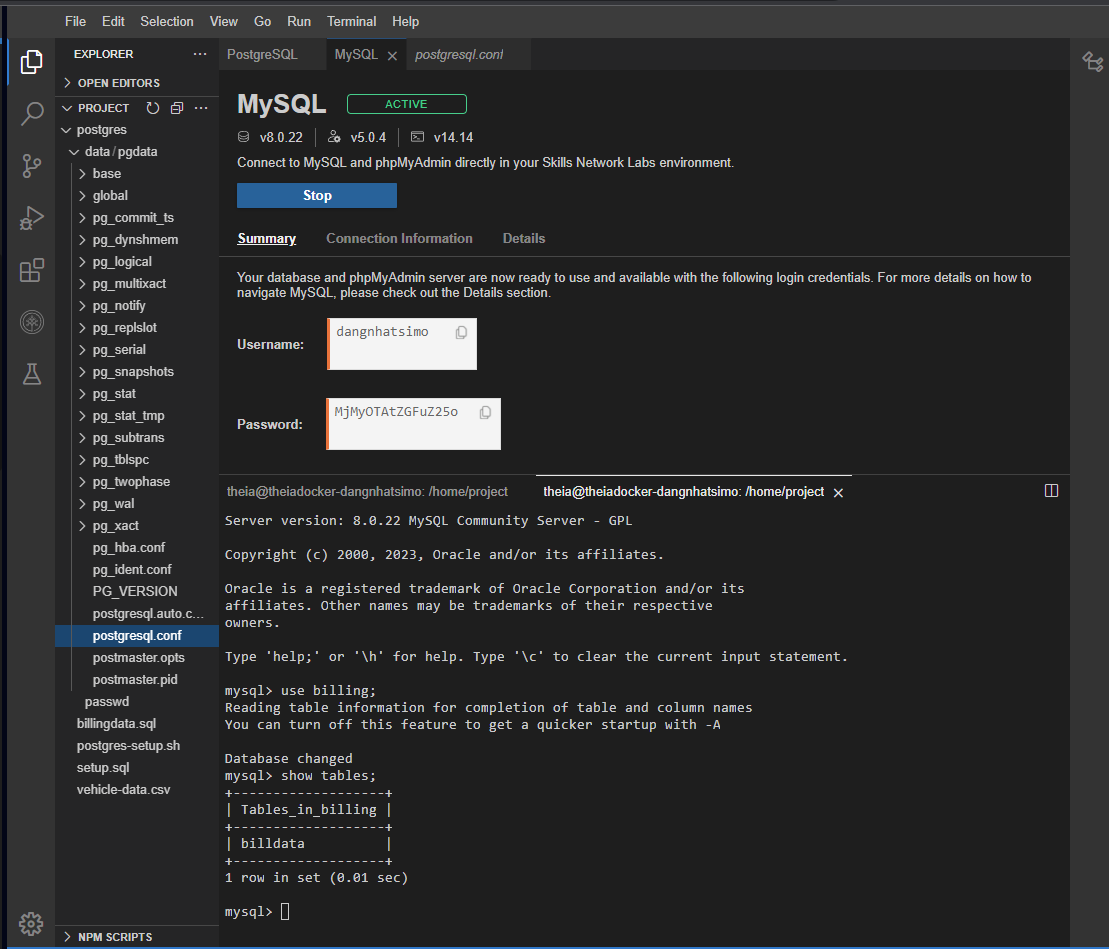 File Edit Selection View Go Run Terminal Help
EXPLORER ···
OPEN EDITORS
PROJECT ···
postgres
data / pgdata
base
global
pg_commit_ts
pg_dynshmem
pg_logical
pg_multixact
pg_notify
pg_replslot
pg_serial
pg_snapshots
pg_stat
pg_stat_tmp
pg_subtrans
pg_tblspc
pg_twophase
pg_wal
pg_xact
pg_hba.conf
pg_ident.conf
PG_VERSION
postgresql.auto.c...
postgresql.conf
postmaster.opts
postmaster.pid
passwd
billingdata.sql
postgres-setup.sh
setup.sql
vehicle-data.csv
NPM SCRIPTS
PostgreSQL MySQL postgresql.conf
MySQL ACTIVE
v8.0.22 v5.0.4 v14.14
Connect to MySQL and phpMyAdmin directly in your Skills Network Labs environment.
Stop
Summary Connection Information Details
Your database and phpMyAdmin server are now ready to use and available with the following login credentials. For more details on how to
navigate MySQL, please check out the Details section.
Username: dangnhatsimo
Password: MjMyOTAtZGFuZ25o
theia@theiadocker-dangnhatsimo: /home/project theia@theiadocker-dangnhatsimo: /home/project
Server version: 8.0.22 MySQL Community Server - GPL
Copyright (c) 2000, 2023, Oracle and/or its affiliates.
Oracle is a registered trademark of Oracle Corporation and/or its
affiliates. Other names may be trademarks of their respective
owners.
Type 'help;' or '\h' for help. Type '\c' to clear the current input statement.
mysql> use billing;
Reading table information for completion of table and column names
You can turn off this feature to get a quicker startup with -A
Database changed
mysql> show tables;
+-------------------+
| Tables_in_billing |
+-------------------+
| billdata          |
+-------------------+
1 row in set (0.01 sec)
mysql>